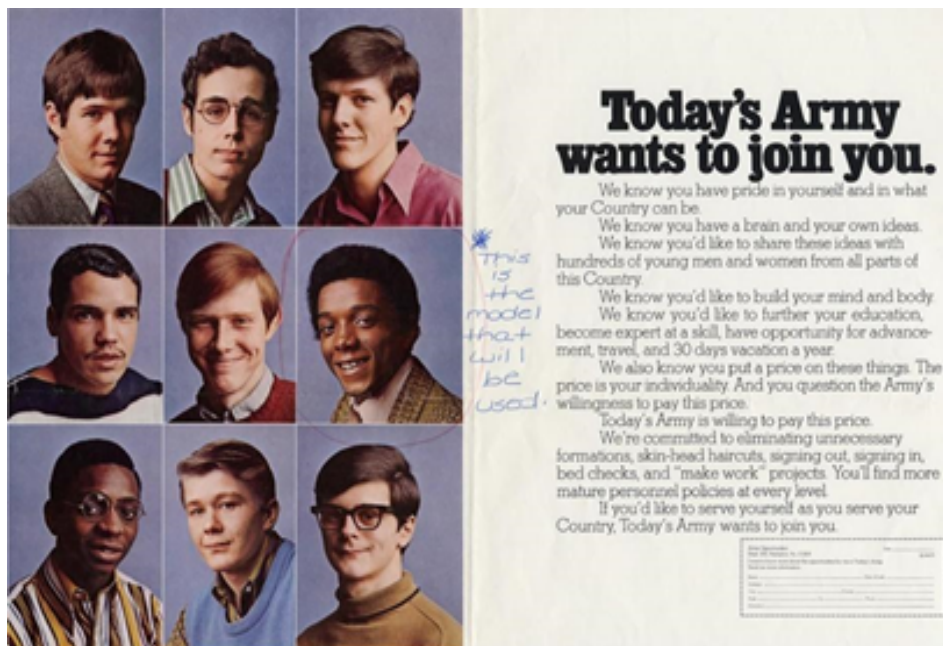 Today's Army
wants to join you.
We know you have pride in yourself and in what
your Country can be.
We know you have a brain and your own ideas.
We know you'd like to share these ideas with
hundreds of young men and women from all parts of
this Country.
We know you'd like to build your mind and body.
We know you'd like to further your education,
become expert at a skill, have opportunity for advance-
ment, travel, and 30 days vacation a year.
We also know you put a price on these things. The
price is your individuality. And you question the Army's
willingness to pay this price.
Today's Army is willing to pay this price.
We're committed to eliminating unnecessary
formations, skin-head haircuts, signing out, signing in,
bed checks, and "make work" projects. You'll find more
mature personnel policies at every level.
If you'd like to serve yourself as you serve your
Country, Today's Army wants to join you.
* This
is
the
model
that
will
be
used.